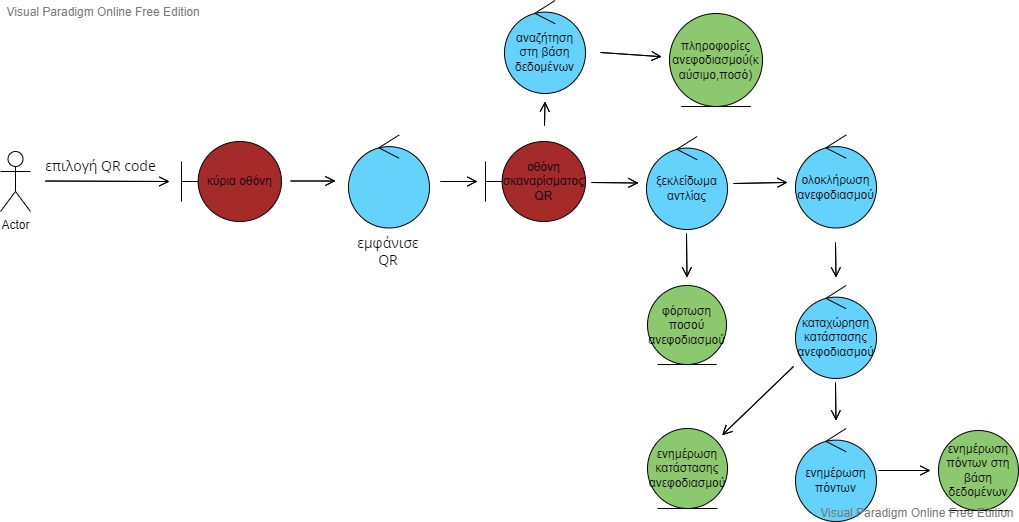 Visual Paradigm Online Free Edition
αναζήτηση
στη βάση
δεδομένων
πληροφορίες
ανεφοδιασμού(κ
αύσιμο,ποσό)
επιλογή QR code
Actor
κύρια οθόνη
εμφάνισε
QR
οθόνη
σκαναρίσματος
QR
ξεκλείδωμα
αντλίας
ολοκλήρωση
ανεφοδιασμού
φόρτωση
ποσού
ανεφοδιασμού
καταχώρηση
κατάστασης
ανεφοδιασμού
ενημέρωση
κατάστασης
ανεφοδιασμού
ενημέρωση
πόντων
ενημέρωση
πόντων στη
βάση
δεδομένων
Visual Paradigm Online Free Edition